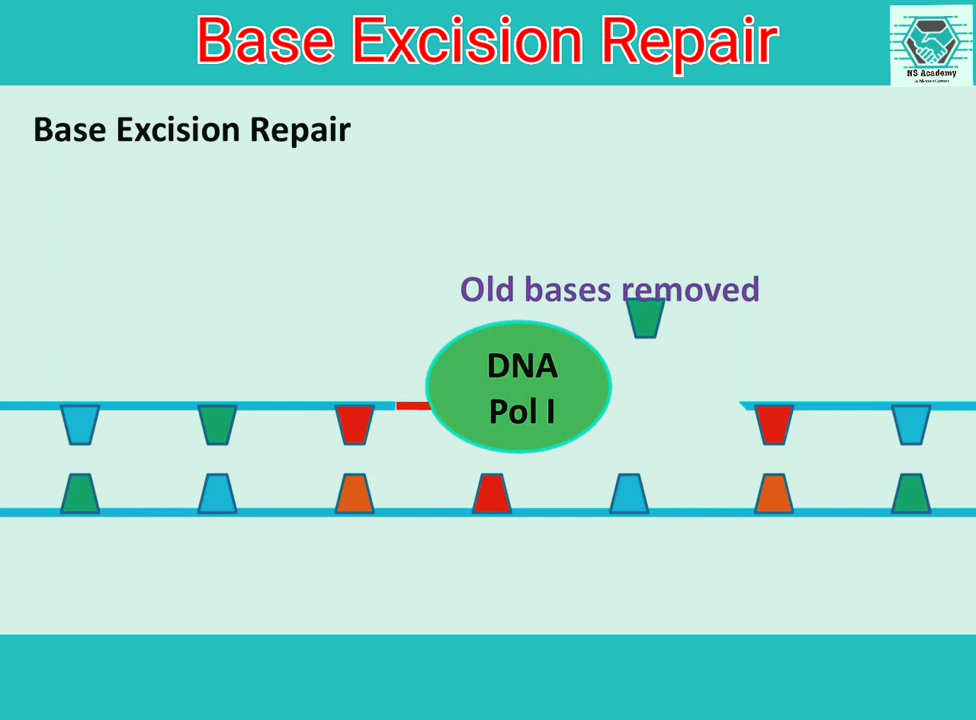 Base Excision Repair
NS Academy
Base Excision Repair
Old bases removed
DNA
Pol I